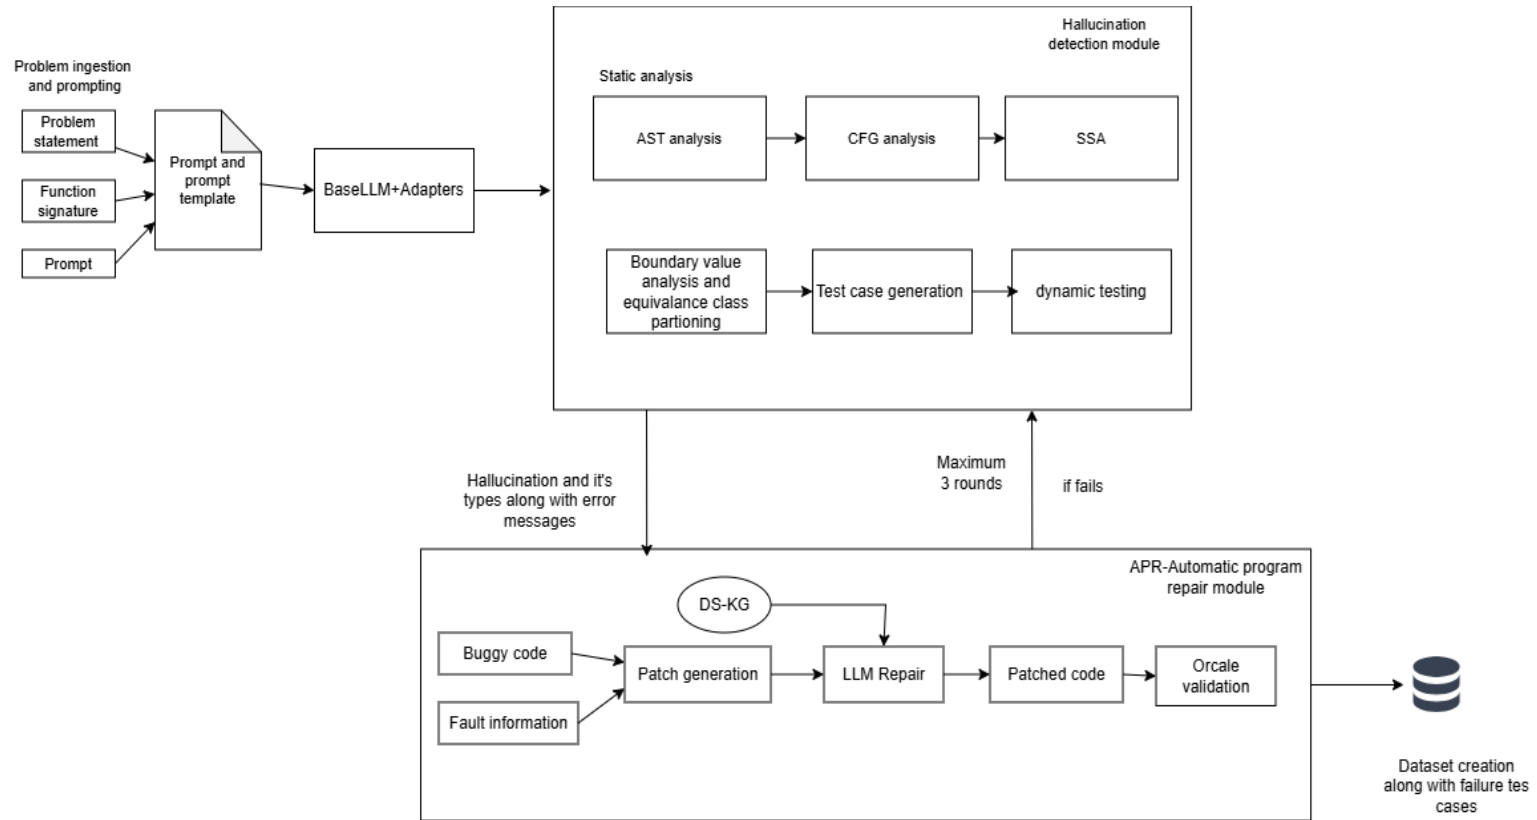 Problem ingestion
and prompting
Problem
statement
Function
signature
Prompt
Prompt and
prompt
template
BaseLLM+Adapters
Hallucination
detection module
Static analysis
AST analysis
CFG analysis
SSA
Boundary value
analysis and
equivalance class
partioning
Test case generation
dynamic testing
Hallucination and it's
types along with error
messages
Maximum
3 rounds
if fails
APR-Automatic program
repair module
DS-KG
Buggy code
Fault information
Patch generation
LLM Repair
Patched code
Orcale
validation
Dataset creation
along with failure tes
cases